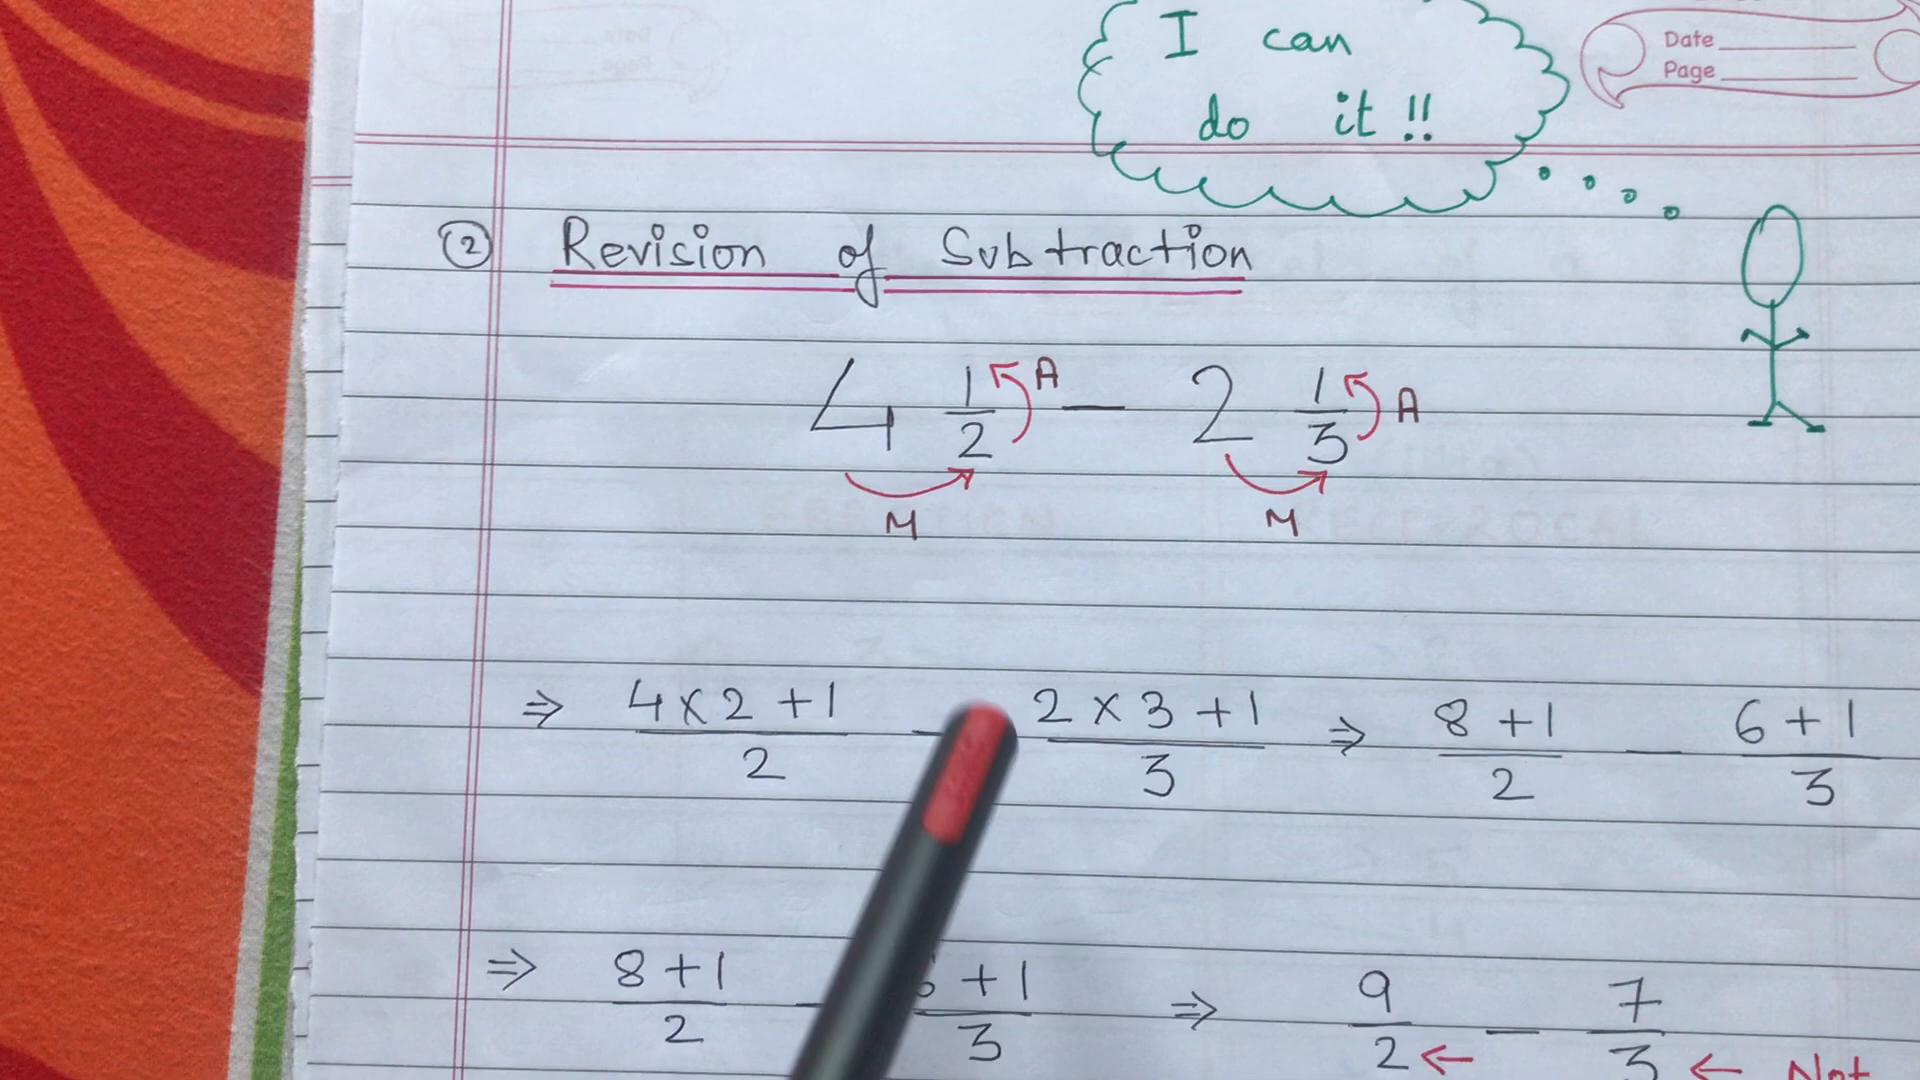 I can
do it !!
Date
Page
② Revision of Subtraction
4 1/2 A - 2 1/3 A
M M
⇒ 4×2+1/2 - 2×3+1/3 ⇒ 8+1/2 - 6+1/3
⇒ 8+1/2 - 6+1/3 ⇒ 9/2 ← - 7/3 ← Not